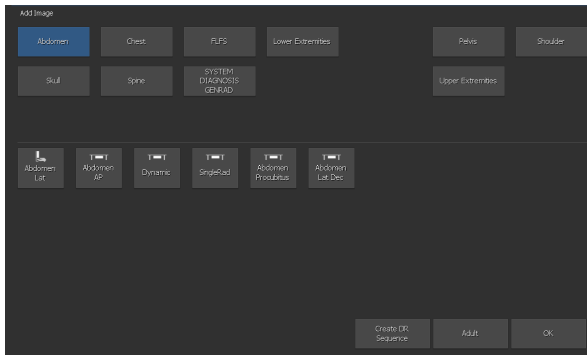 Add Image
Abdomen
Chest
FLFS
Lower Extremities
Pelvis
Shoulder
Skull
Spine
SYSTEM
DIAGNOSIS
GENRAD
Upper Extremities
Abdomen
Lat
Abdomen
AP
Dynamic
SingleRad
Abdomen
Procubitus
Abdomen
Lat Dec
Create DR
Sequence
Adult
OK